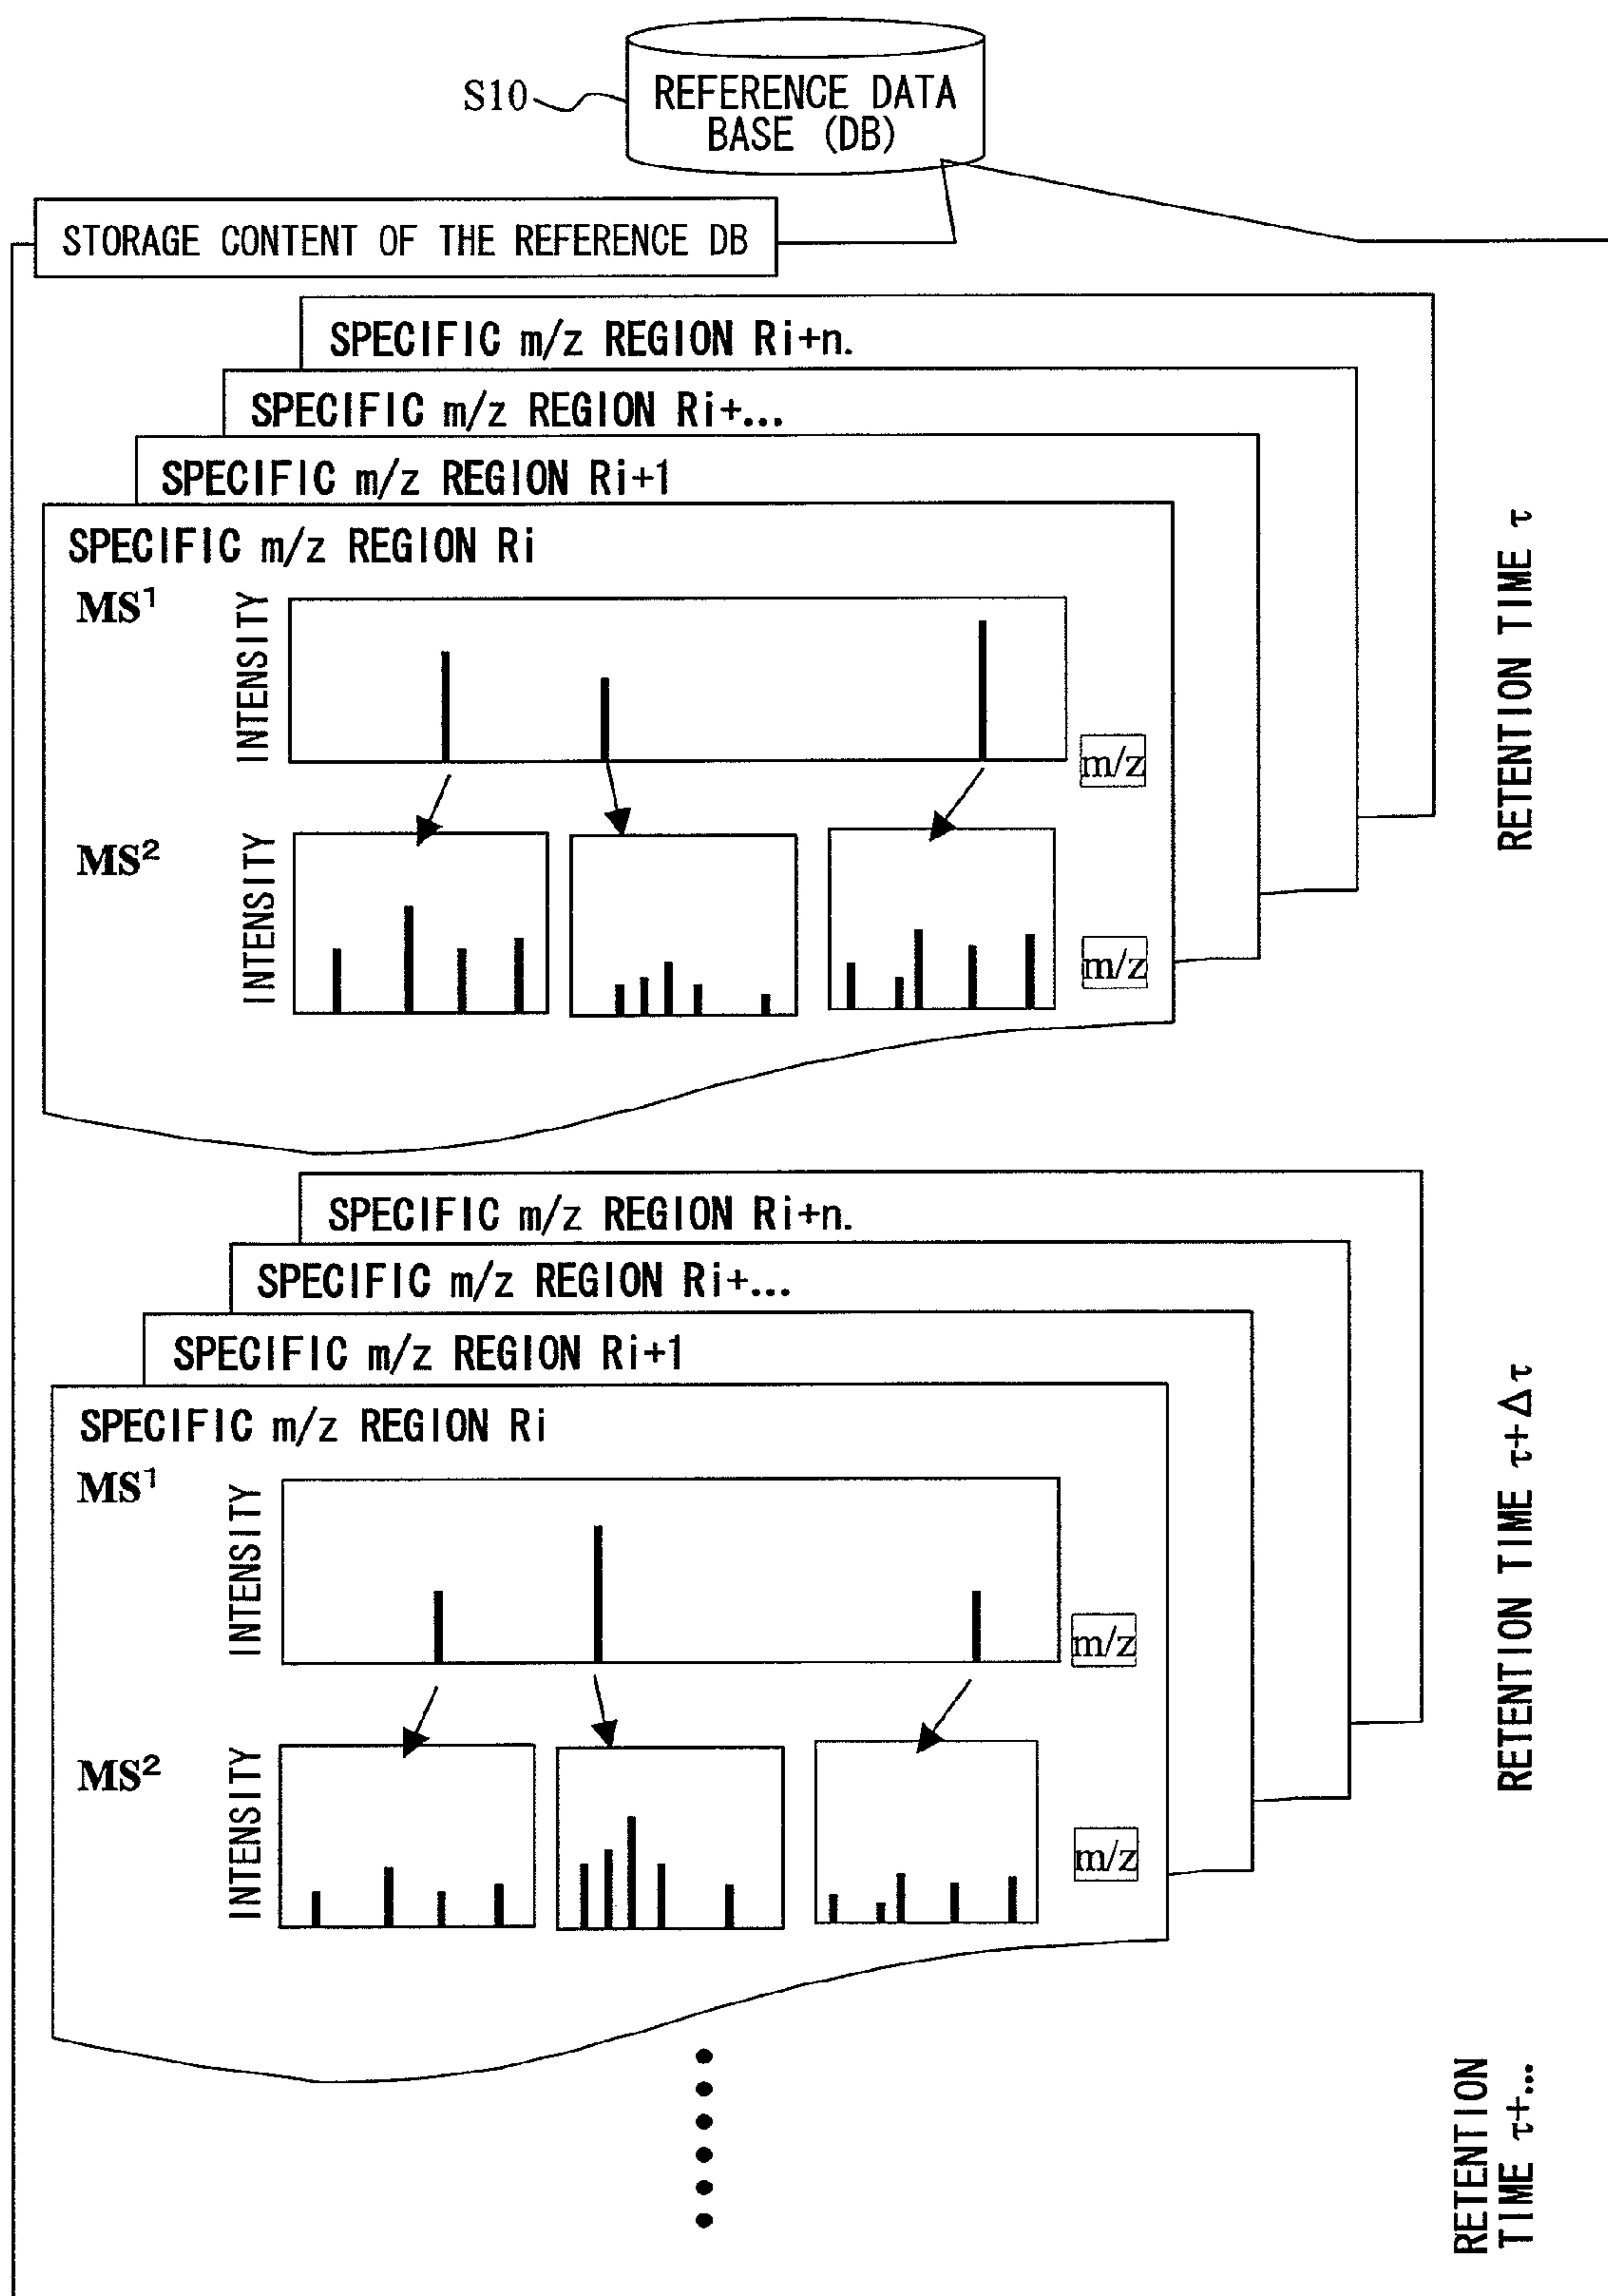 S10
REFERENCE DATA
BASE (DB)
STORAGE CONTENT OF THE REFERENCE DB
SPECIFIC m/z REGION Ri+n.
SPECIFIC m/z REGION Ri+...
SPECIFIC m/z REGION Ri+1
SPECIFIC m/z REGION Ri
MS¹
INTENSITY
m/z
MS²
INTENSITY
m/z
RETENTION TIME τ
SPECIFIC m/z REGION Ri+n.
SPECIFIC m/z REGION Ri+...
SPECIFIC m/z REGION Ri+1
SPECIFIC m/z REGION Ri
MS¹
INTENSITY
m/z
MS²
INTENSITY
m/z
RETENTION TIME τ+Δτ
RETENTION
TIME τ+...